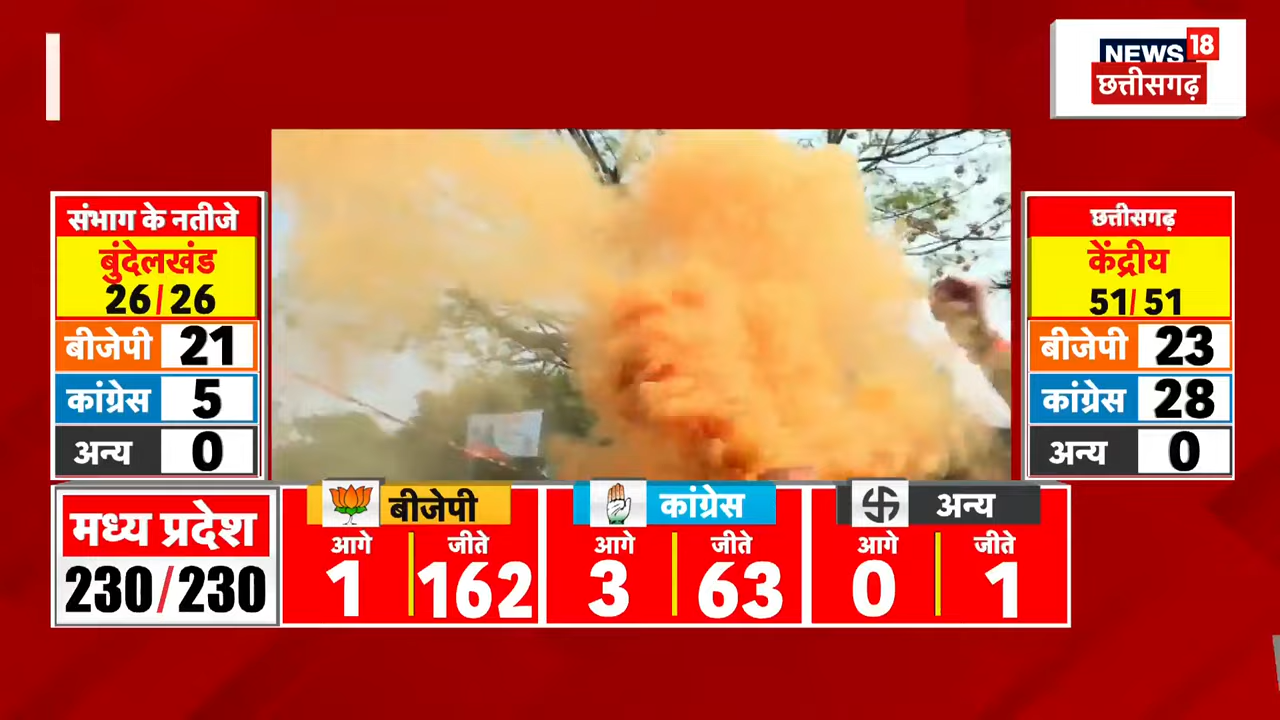 NEWS 18
छत्तीसगढ़
संभाग के नतीजे
बुंदेलखंड
26/26
बीजेपी 21
कांग्रेस 5
अन्य 0
छत्तीसगढ़
केंद्रीय
51/51
बीजेपी 23
कांग्रेस 28
अन्य 0
मध्य प्रदेश
230/230
बीजेपी
आगे जीते
1 162
कांग्रेस
आगे जीते
3 63
अन्य
आगे जीते
0 1